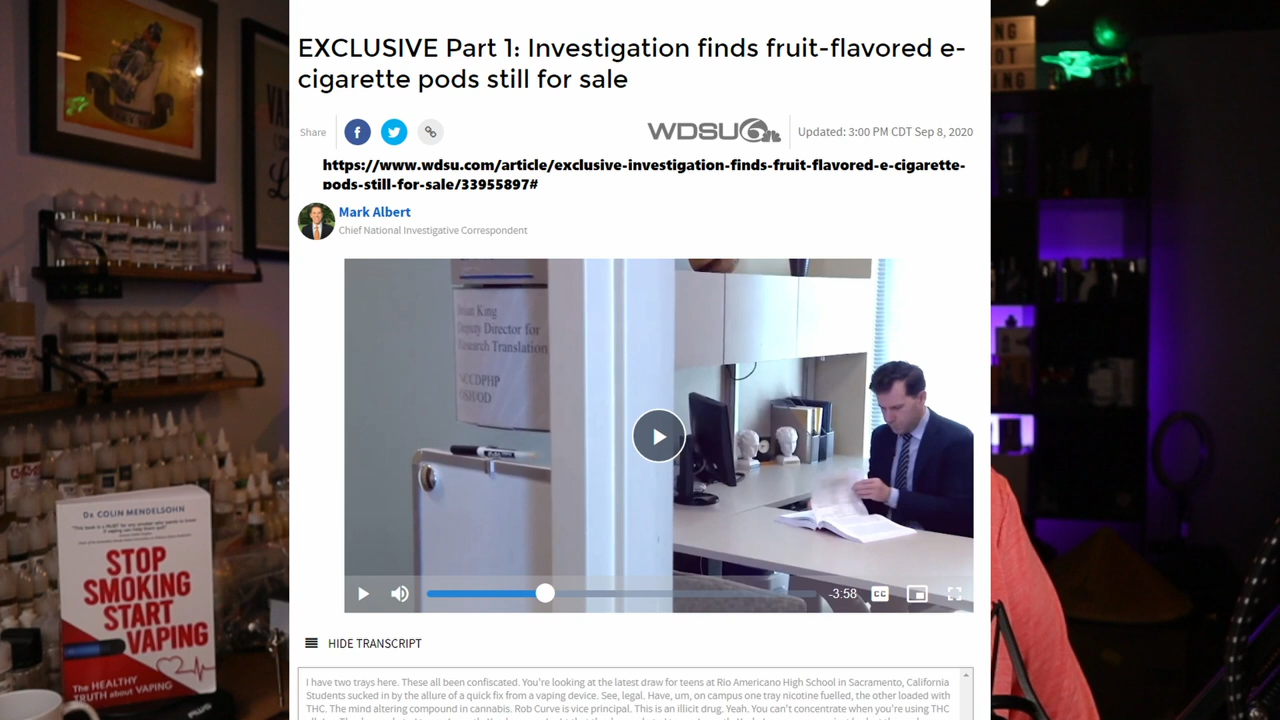 EXCLUSIVE Part 1: Investigation finds fruit-flavored e-
cigarette pods still for sale
Share
WDSU6
Updated: 3:00 PM CDT Sep 8, 2020
https://www.wdsu.com/article/exclusive-investigation-finds-fruit-flavored-e-cigarette-
pods-still-for-sale/33955897#
Mark Albert
Chief National Investigative Correspondent
Brian King
Deputy Director for
Research Translation
NCCDPHP
-3:58
CC
HIDE TRANSCRIPT
I have two trays here. These all been confiscated. You're looking at the latest draw for teens at Rio Americano High School in Sacramento, California
Students sucked in by the allure of a quick fix from a vaping device. See, legal. Have, um, on campus one tray nicotine fuelled, the other loaded with
THC. The mind altering compound in cannabis. Rob Curve is vice principal. This is an illicit drug. Yeah. You can't concentrate when you're using THC
DR COLIN MENDELSOHN
STOP
SMOKING
START
VAPING
The HEALTHY
TRUTH about VAPING